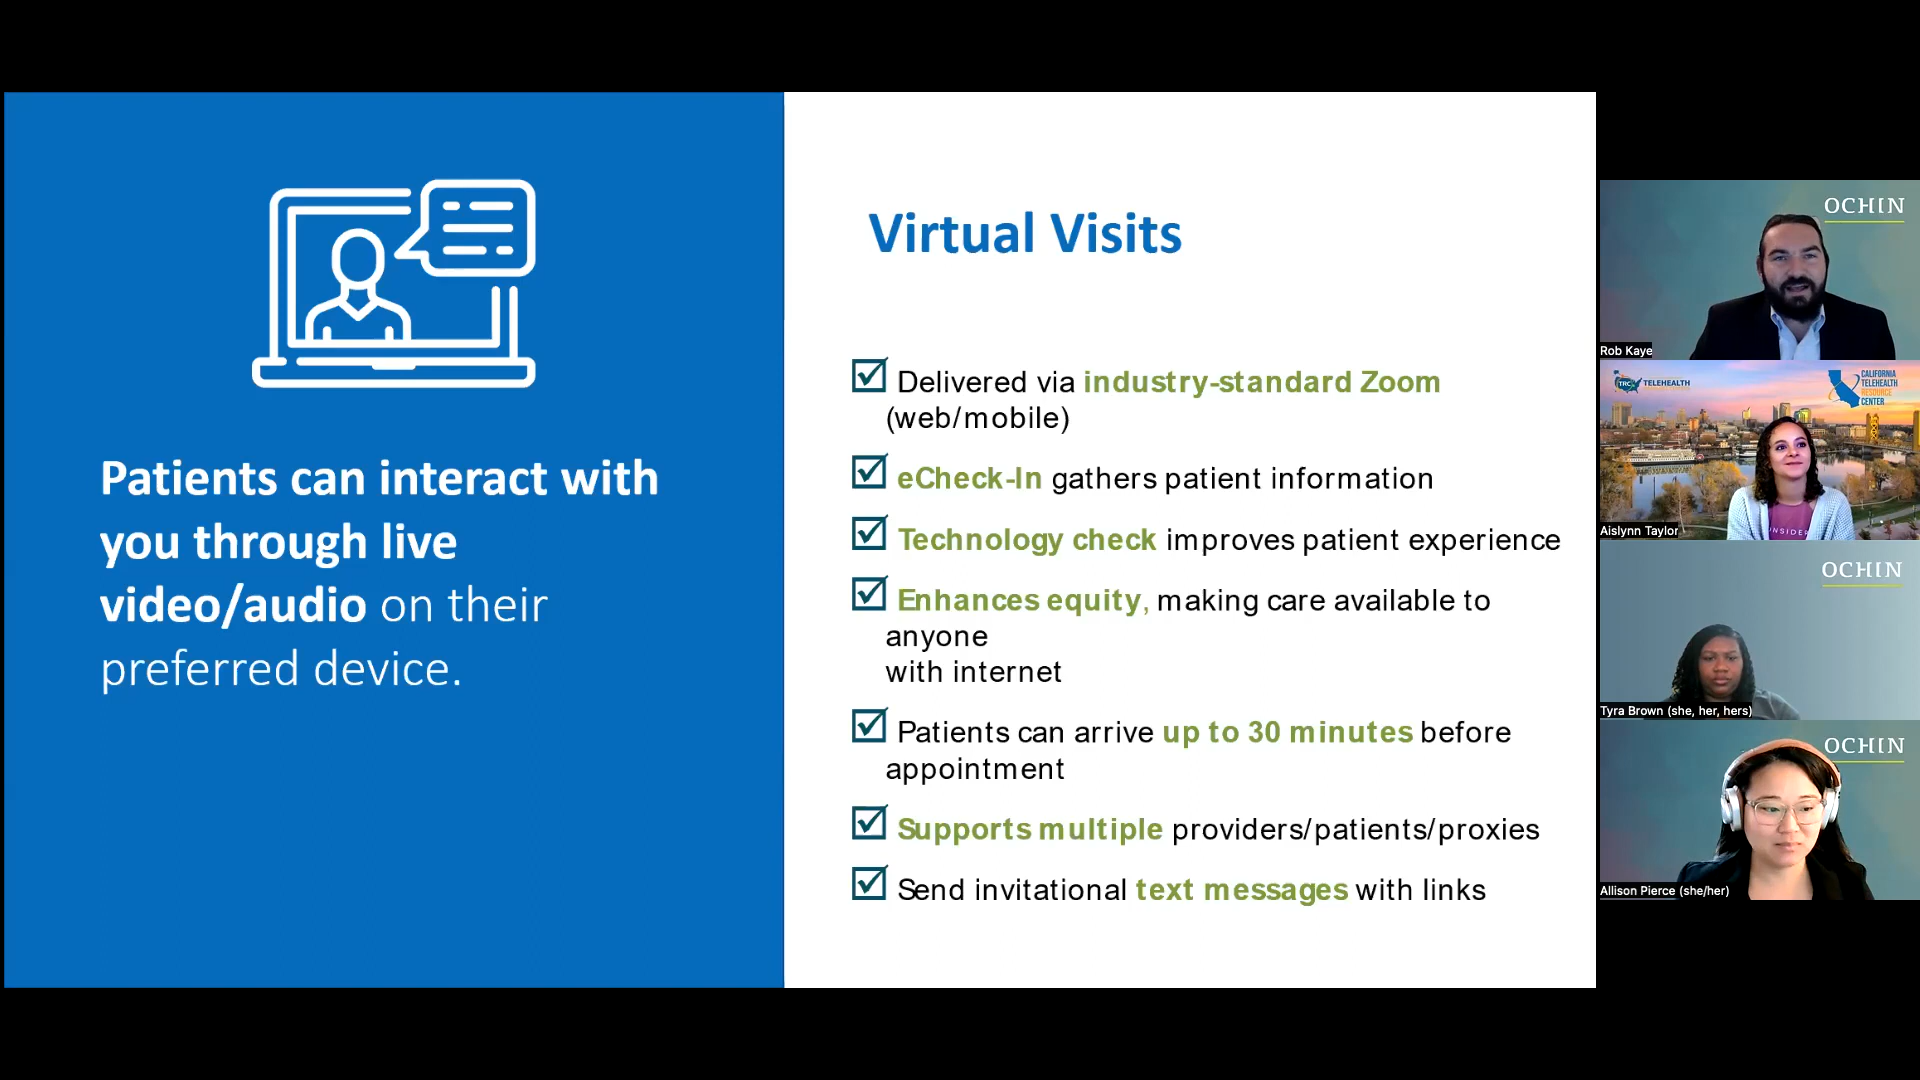 Patients can interact with
you through live
video/audio on their
preferred device.
Virtual Visits
Delivered via industry-standard Zoom
(web/mobile)
eCheck-In gathers patient information
Technology check improves patient experience
Enhances equity, making care available to
anyone
with internet
Patients can arrive up to 30 minutes before
appointment
Supports multiple providers/patients/proxies
Send invitational text messages with links
OCHIN
Rob Kaye
TRC
TELEHEALTH
CALIFORNIA
TELEHEALTH
RESOURCE
CENTER
INSIDER
Aislynn Taylor
OCHIN
Tyra Brown (she, her, hers)
OCHIN
Allison Pierce (she/her)